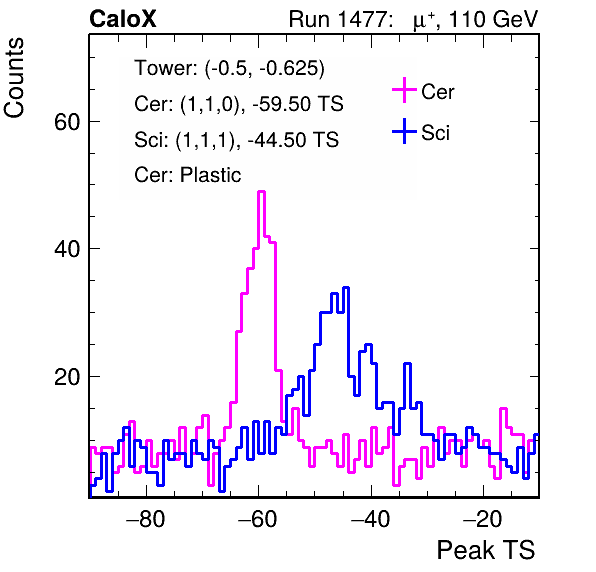 CaloX Run 1477: μ⁺, 110 GeV
Counts
Tower: (-0.5, -0.625)
Cer: (1,1,0), -59.50 TS
Sci: (1,1,1), -44.50 TS
Cer: Plastic
Cer
Sci
60
40
20
−80 −60 −40 −20
Peak TS